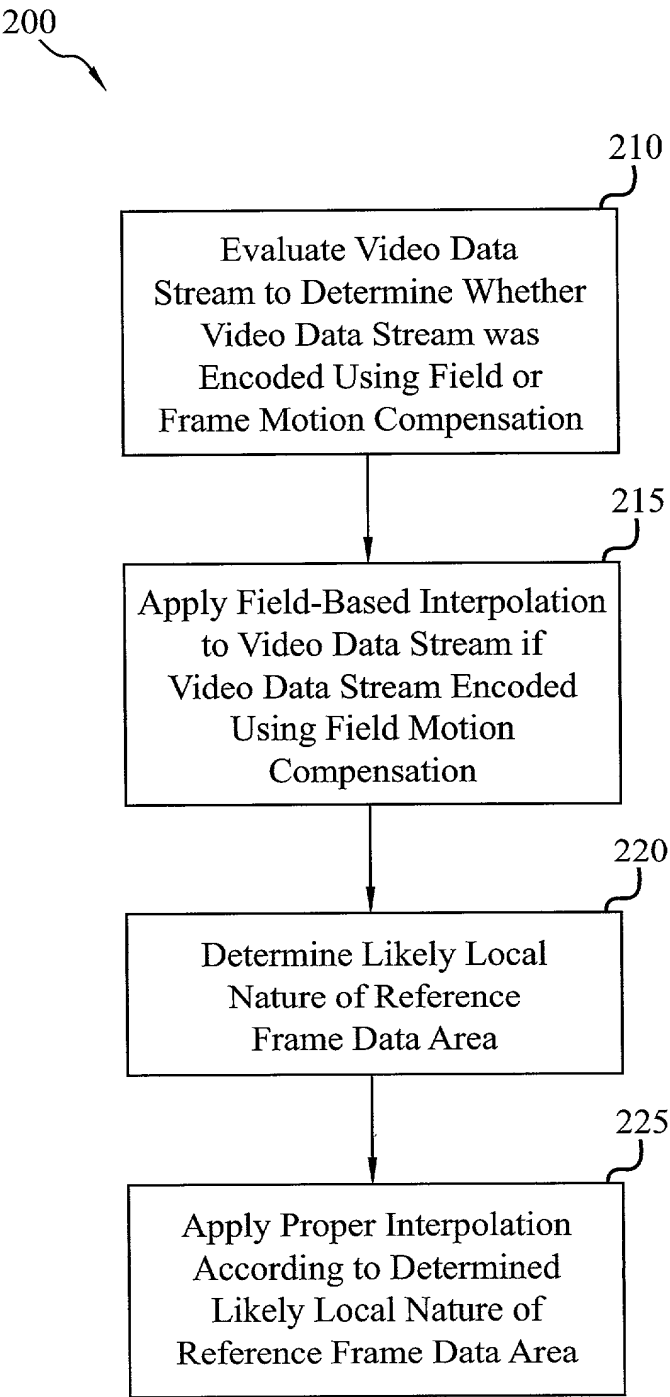 200
210
Evaluate Video Data
Stream to Determine Whether
Video Data Stream was
Encoded Using Field or
Frame Motion Compensation
215
Apply Field-Based Interpolation
to Video Data Stream if
Video Data Stream Encoded
Using Field Motion
Compensation
220
Determine Likely Local
Nature of Reference
Frame Data Area
225
Apply Proper Interpolation
According to Determined
Likely Local Nature of
Reference Frame Data Area